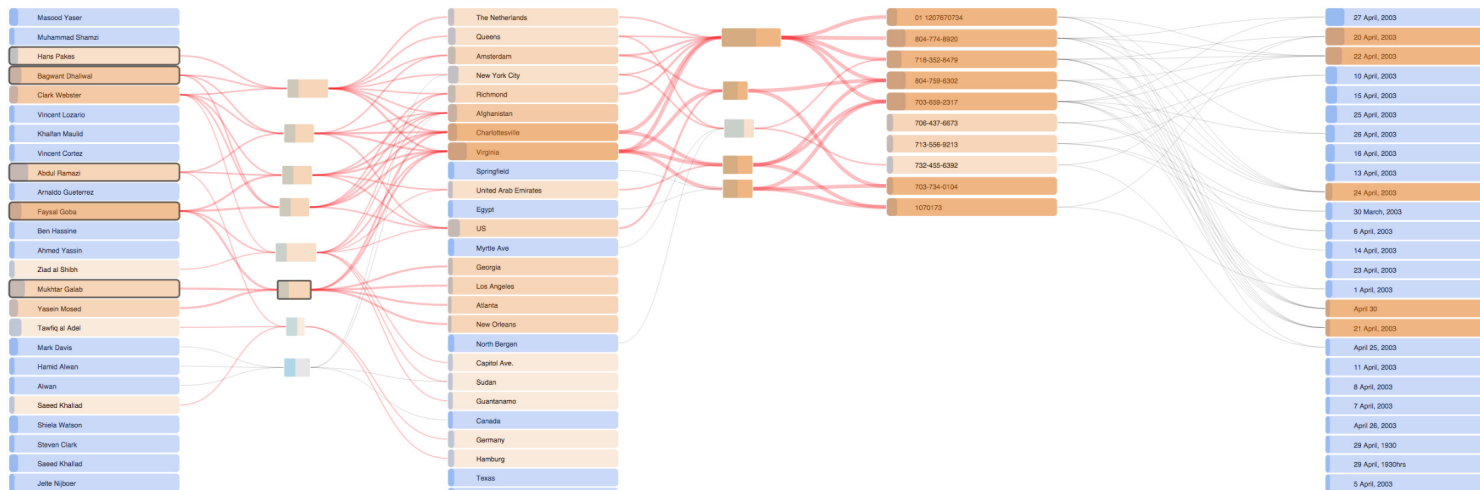 Masood Yaser
Muhammad Shamzi
Hans Pakes
Bagwant Dhaliwal
Clark Webster
Vincent Lozario
Khalfan Maulid
Vincent Cortez
Abdul Ramazi
Arnaldo Gueterrez
Faysal Goba
Ben Hassine
Ahmed Yassin
Ziad al Shibh
Mukhtar Galab
Yasein Mosed
Tawfiq al Adel
Mark Davis
Hamid Alwan
Alwan
Saeed Khaliad
Shiela Watson
Steven Clark
Saeed Khallad
Jelte Nijboer
The Netherlands
Queens
Amsterdam
New York City
Richmond
Afghanistan
Charlottesville
Virginia
Springfield
United Arab Emirates
Egypt
US
Myrtle Ave
Georgia
Los Angeles
Atlanta
New Orleans
North Bergen
Capitol Ave.
Sudan
Guantanamo
Canada
Germany
Hamburg
Texas
01 1207670734
804-774-8920
718-352-8479
804-759-6302
703-659-2317
706-437-6673
713-556-9213
732-455-6392
703-734-0104
1070173
27 April, 2003
20 April, 2003
22 April, 2003
10 April, 2003
15 April, 2003
25 April, 2003
26 April, 2003
16 April, 2003
13 April, 2003
24 April, 2003
30 March, 2003
6 April, 2003
14 April, 2003
23 April, 2003
1 April, 2003
April 30
21 April, 2003
April 25, 2003
11 April, 2003
8 April, 2003
7 April, 2003
April 26, 2003
29 April, 1930
29 April, 1930hrs
5 April, 2003